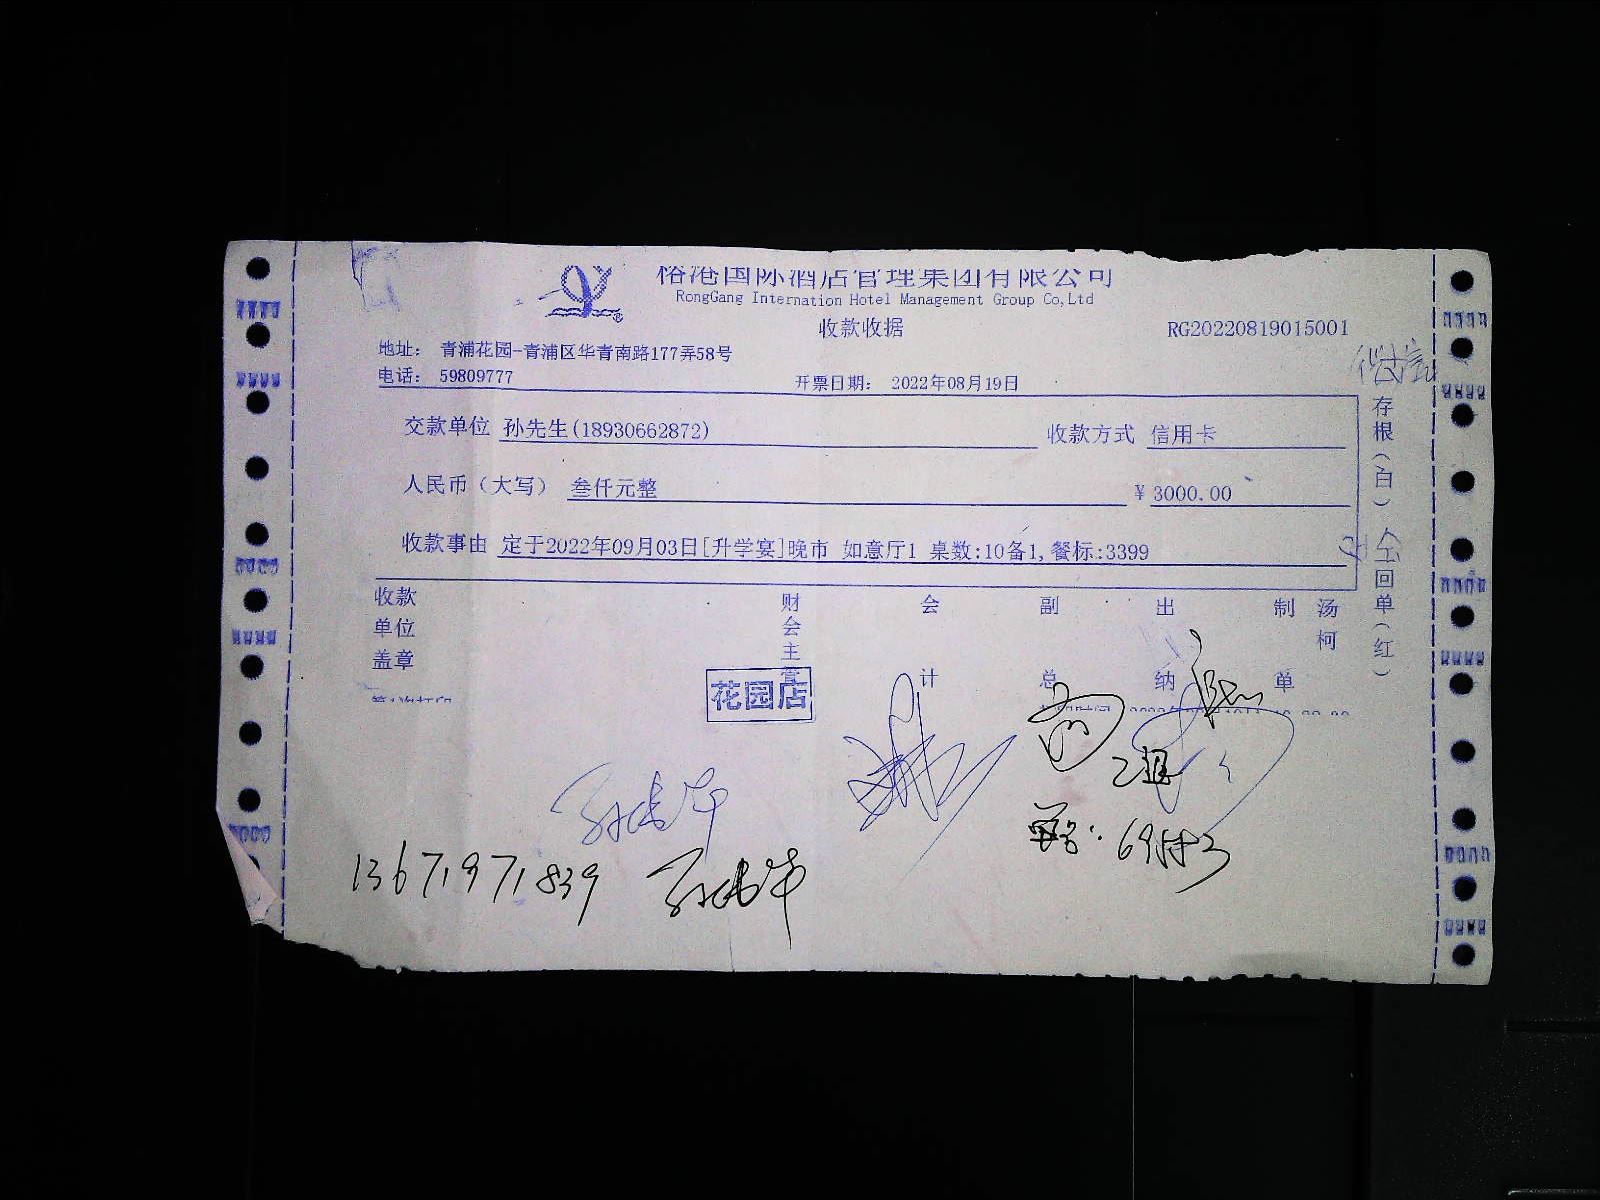 俗港国际酒店管理集团有限公司
RongGang Internation Hotel Management Group Co,Ltd
收款收据
RG20220819015001
地址： 青浦花园-青浦区华青南路177弄58号
电话： 59809777
开票日期： 2022年08月19日
交款单位 孙先生(18930662872) 收款方式 信用卡
人民币（大写） 叁仟元整 ¥ 3000.00
收款事由 定于2022年09月03日[升学宴]晚市 如意厅1 桌数:10备1,餐标:3399
存根(白)
回单(红)
收款单位盖章
财会主管
会计
副总
出纳
制单
汤柯
花园店
13671971839